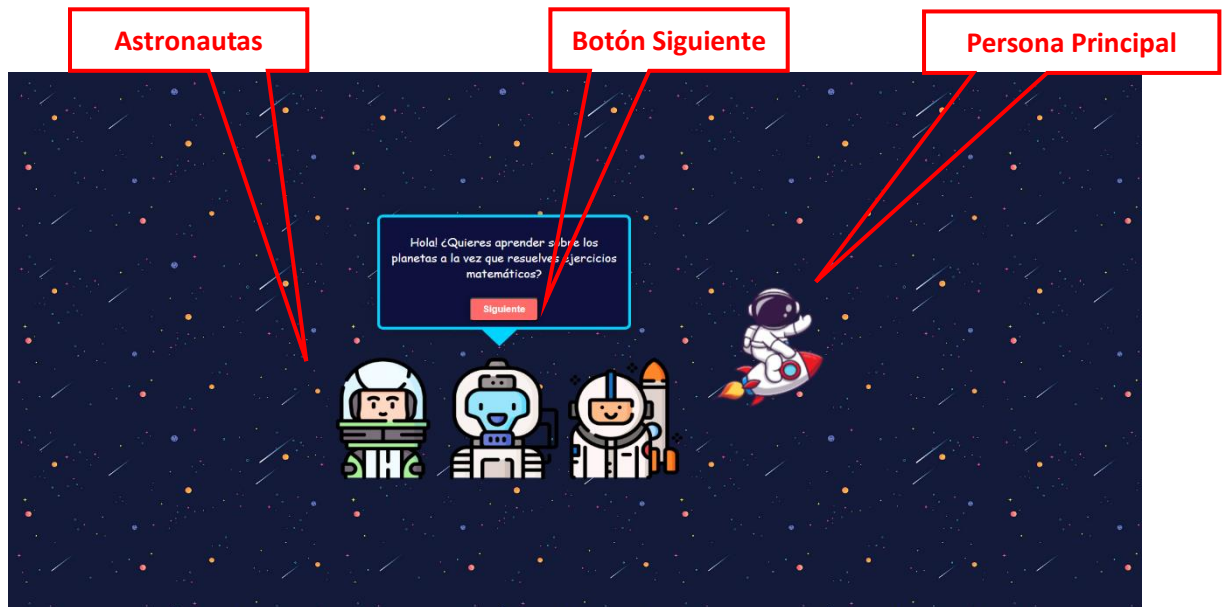 Astronautas
Botón Siguiente
Persona Principal
Hola! ¿Quieres aprender sobre los
planetas a la vez que resuelves ejercicios
matemáticos?
Siguiente